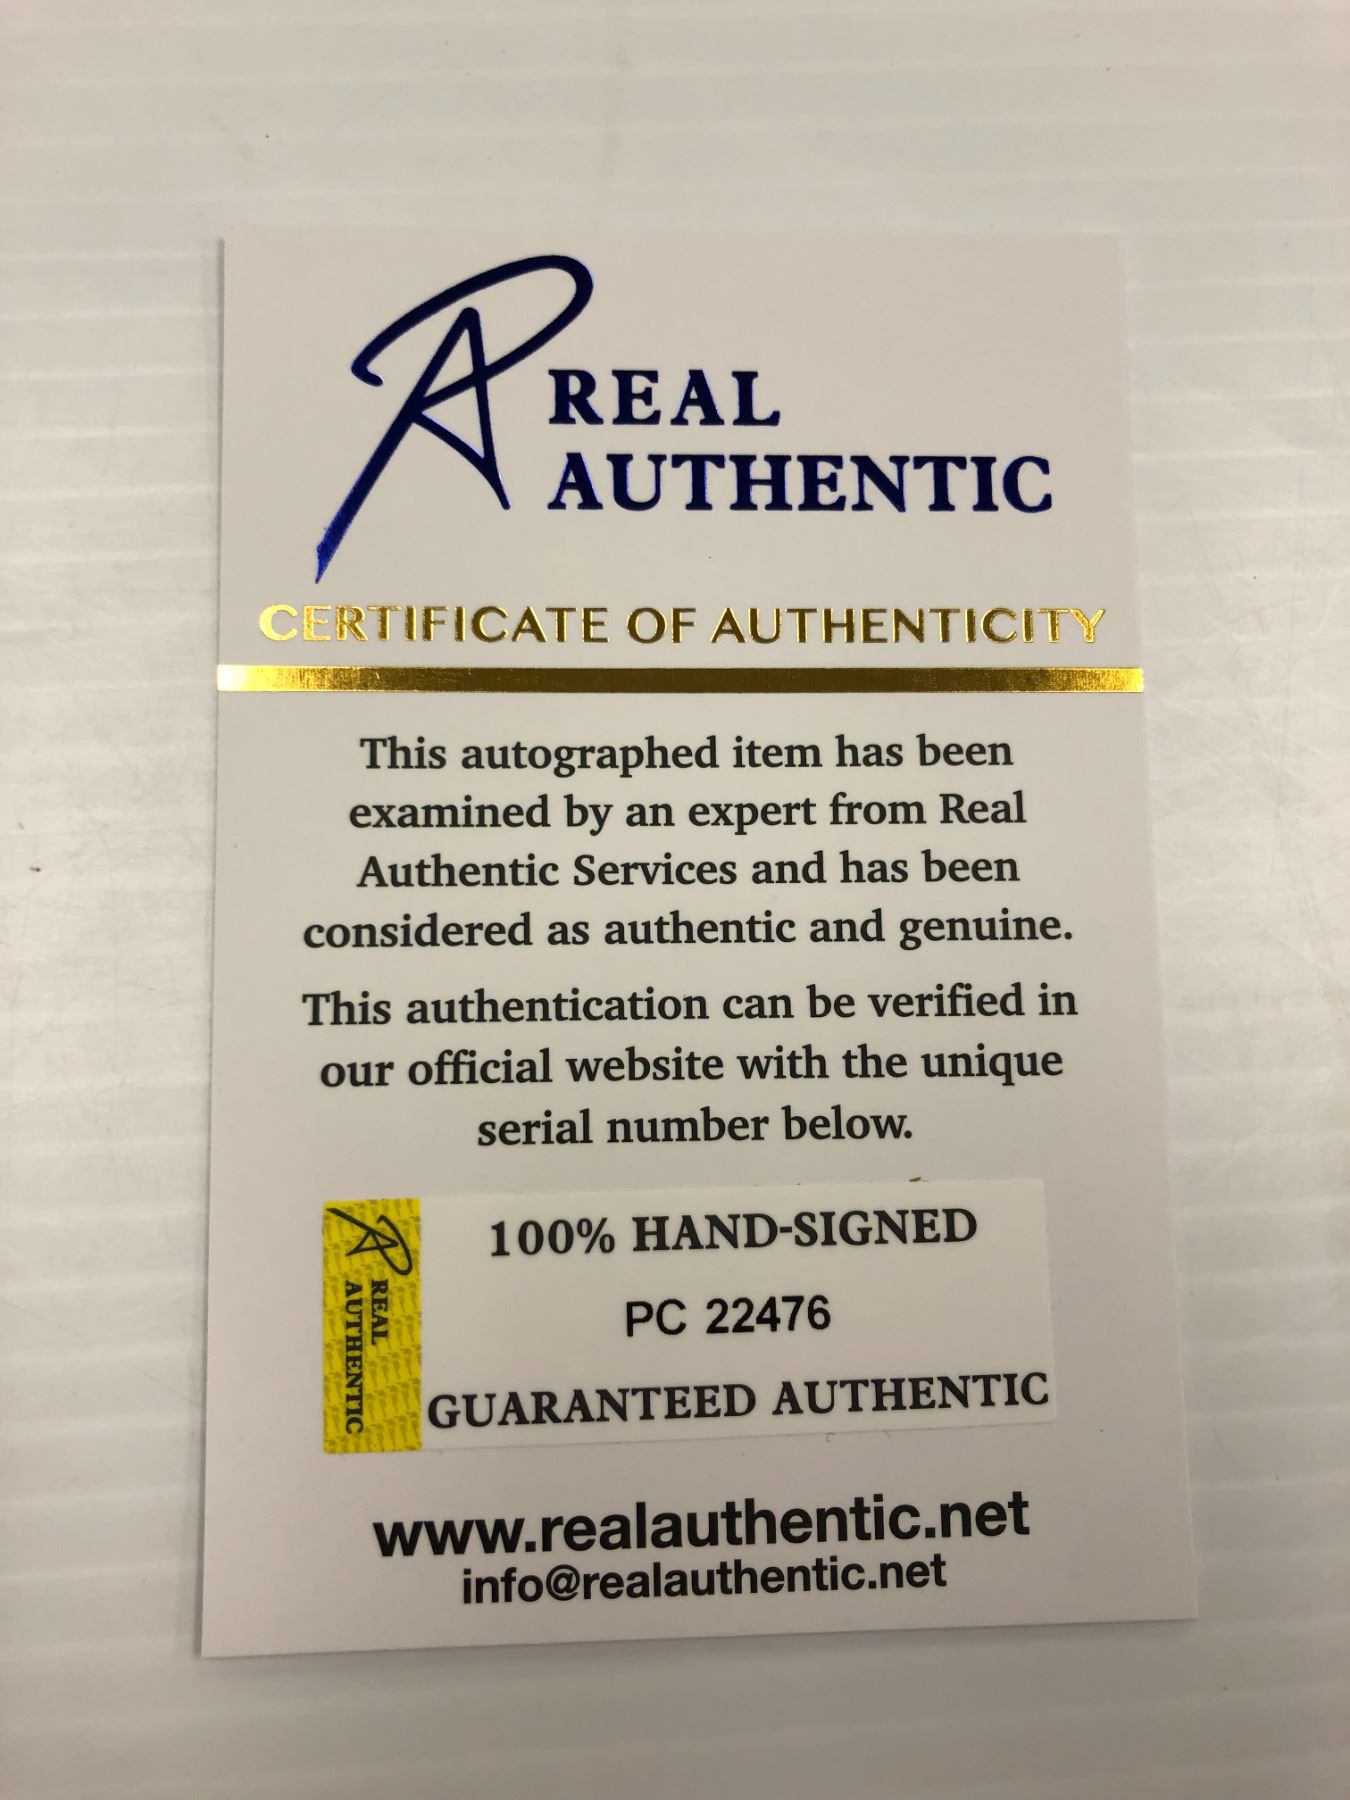 REAL
AUTHENTIC
CERTIFICATE OF AUTHENTICITY
This autographed item has been
examined by an expert from Real
Authentic Services and has been
considered as authentic and genuine.
This authentication can be verified in
our official website with the unique
serial number below.
REAL
AUTHENTIC
100% HAND-SIGNED
PC 22476
GUARANTEED AUTHENTIC
www.realauthentic.net
info@realauthentic.net